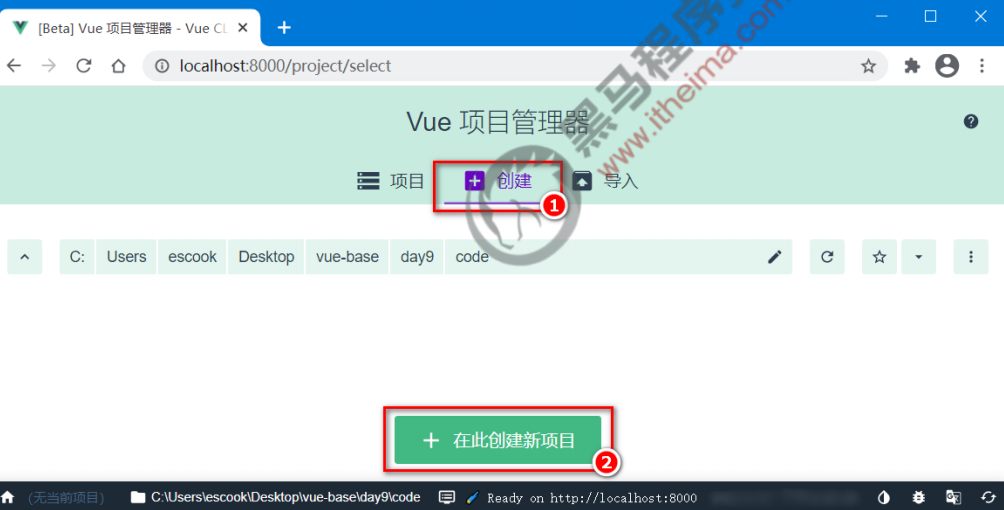 [Beta] Vue 项目管理器 - Vue CL
localhost:8000/project/select
Vue 项目管理器
项目 创建 导入
1
C: Users escook Desktop vue-base day9 code
+ 在此创建新项目
2
(无当前项目) C:\Users\escook\Desktop\vue-base\day9\code Ready on http://localhost:8000
黑马程序
www.itheima.com